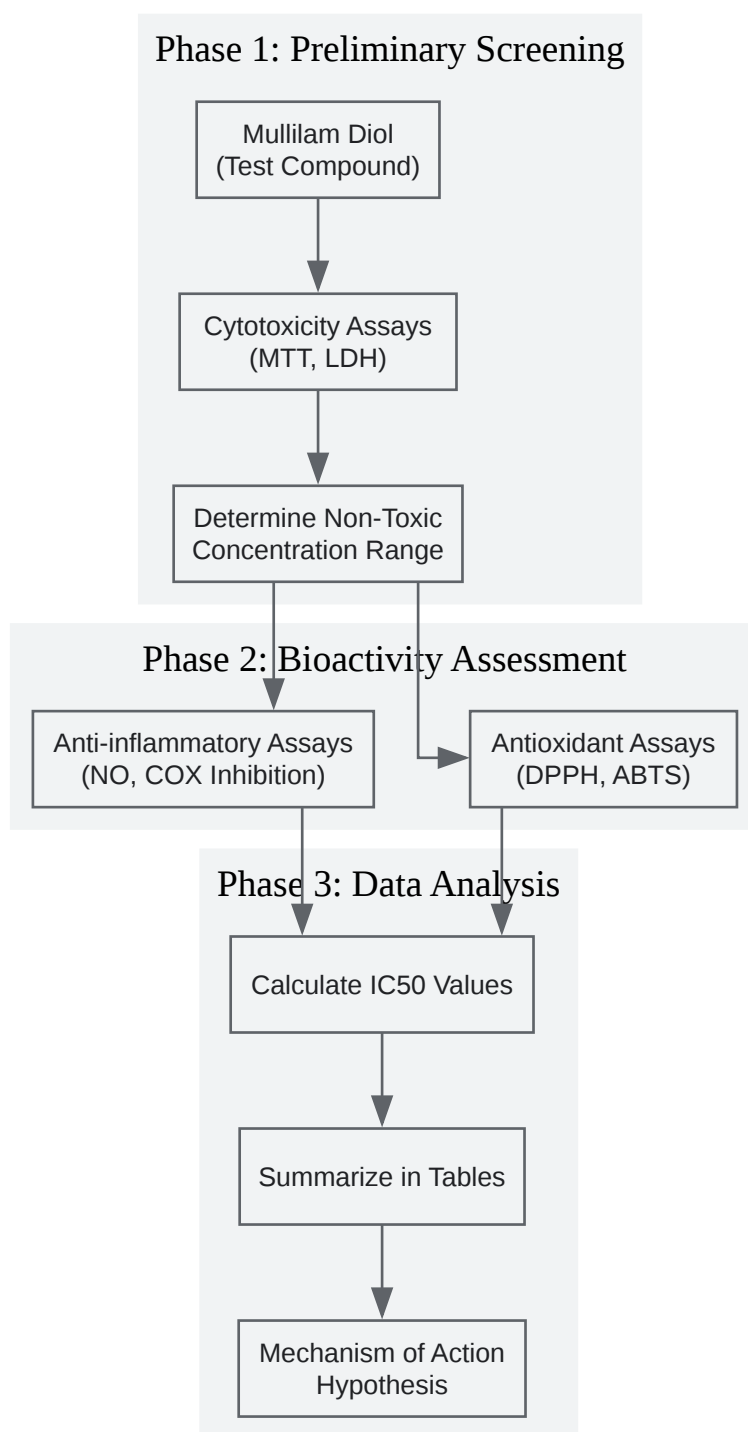 Phase 1: Preliminary Screening
Mullilam Diol
(Test Compound)
Cytotoxicity Assays
(MTT, LDH)
Determine Non-Toxic
Concentration Range
Phase 2: Bioactivity Assessment
Anti-inflammatory Assays
(NO, COX Inhibition)
Antioxidant Assays
(DPPH, ABTS)
Phase 3: Data Analysis
Calculate IC50 Values
Summarize in Tables
Mechanism of Action
Hypothesis